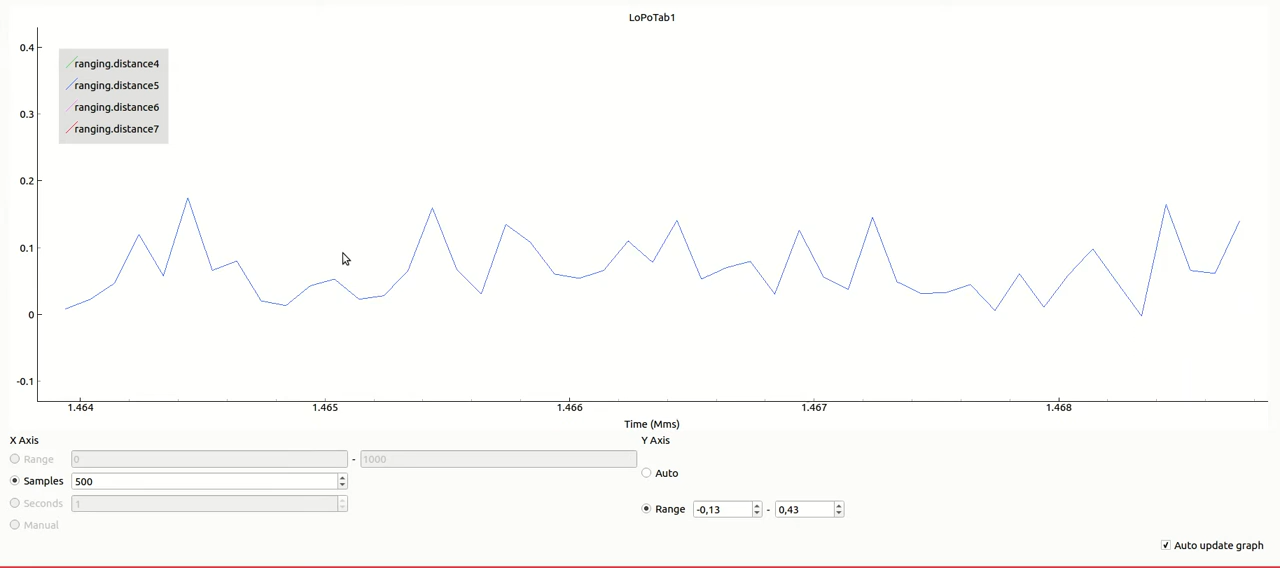 LoPoTab1
0.4
0.3
0.2
0.1
0
-0.1
ranging.distance4
ranging.distance5
ranging.distance6
ranging.distance7
1.464 1.465 1.466 1.467 1.468
Time (Mms)
X Axis
Range 0 - 1000
Samples 500
Seconds 1
Manual
Y Axis
Auto
Range -0,13 - 0,43
Auto update graph